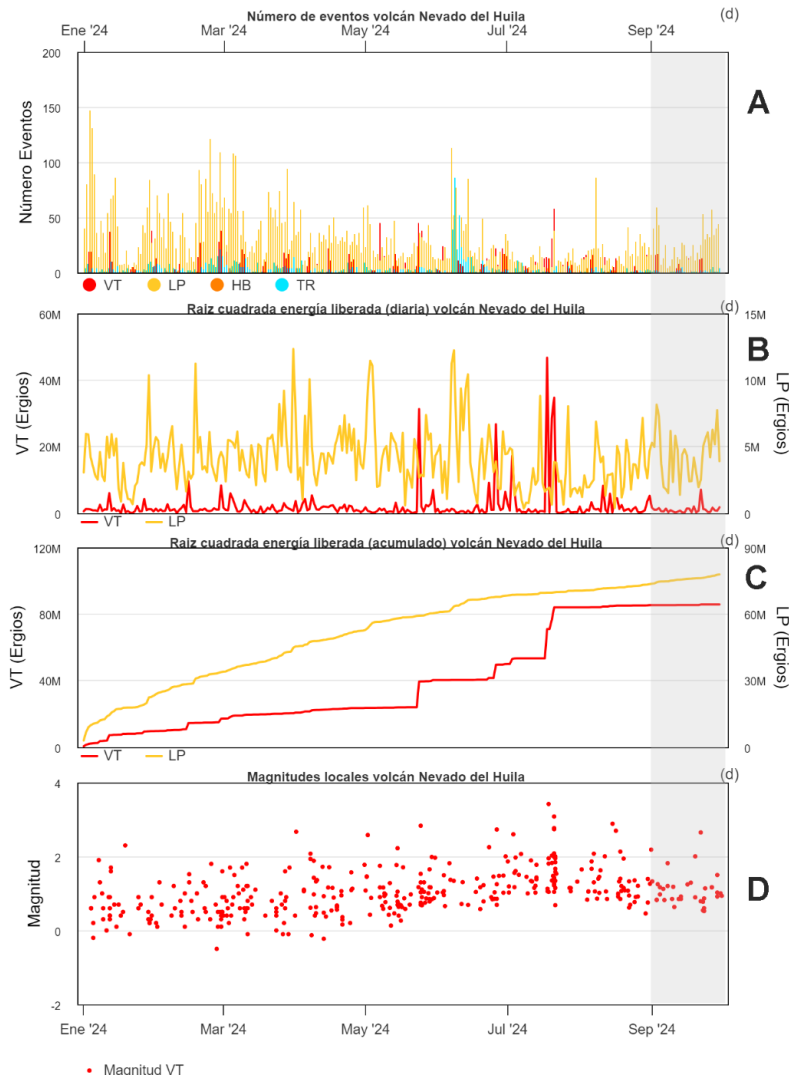 Número de eventos volcán Nevado del Huila
(d)
Ene '24 Mar '24 May '24 Jul '24 Sep '24
200
150
100
50
0
Número Eventos
A
VT LP HB TR
Raiz cuadrada energía liberada (diaria) volcán Nevado del Huila
(d)
60M 15M
40M 10M
20M 5M
0 0
VT (Ergios)
LP (Ergios)
B
VT LP
Raiz cuadrada energía liberada (acumulado) volcán Nevado del Huila
(d)
120M 90M
80M 60M
40M 30M
0 0
VT (Ergios)
LP (Ergios)
C
VT LP
Magnitudes locales volcán Nevado del Huila
(d)
4
2
0
-2
Magnitud
D
Ene '24 Mar '24 May '24 Jul '24 Sep '24
Magnitud VT